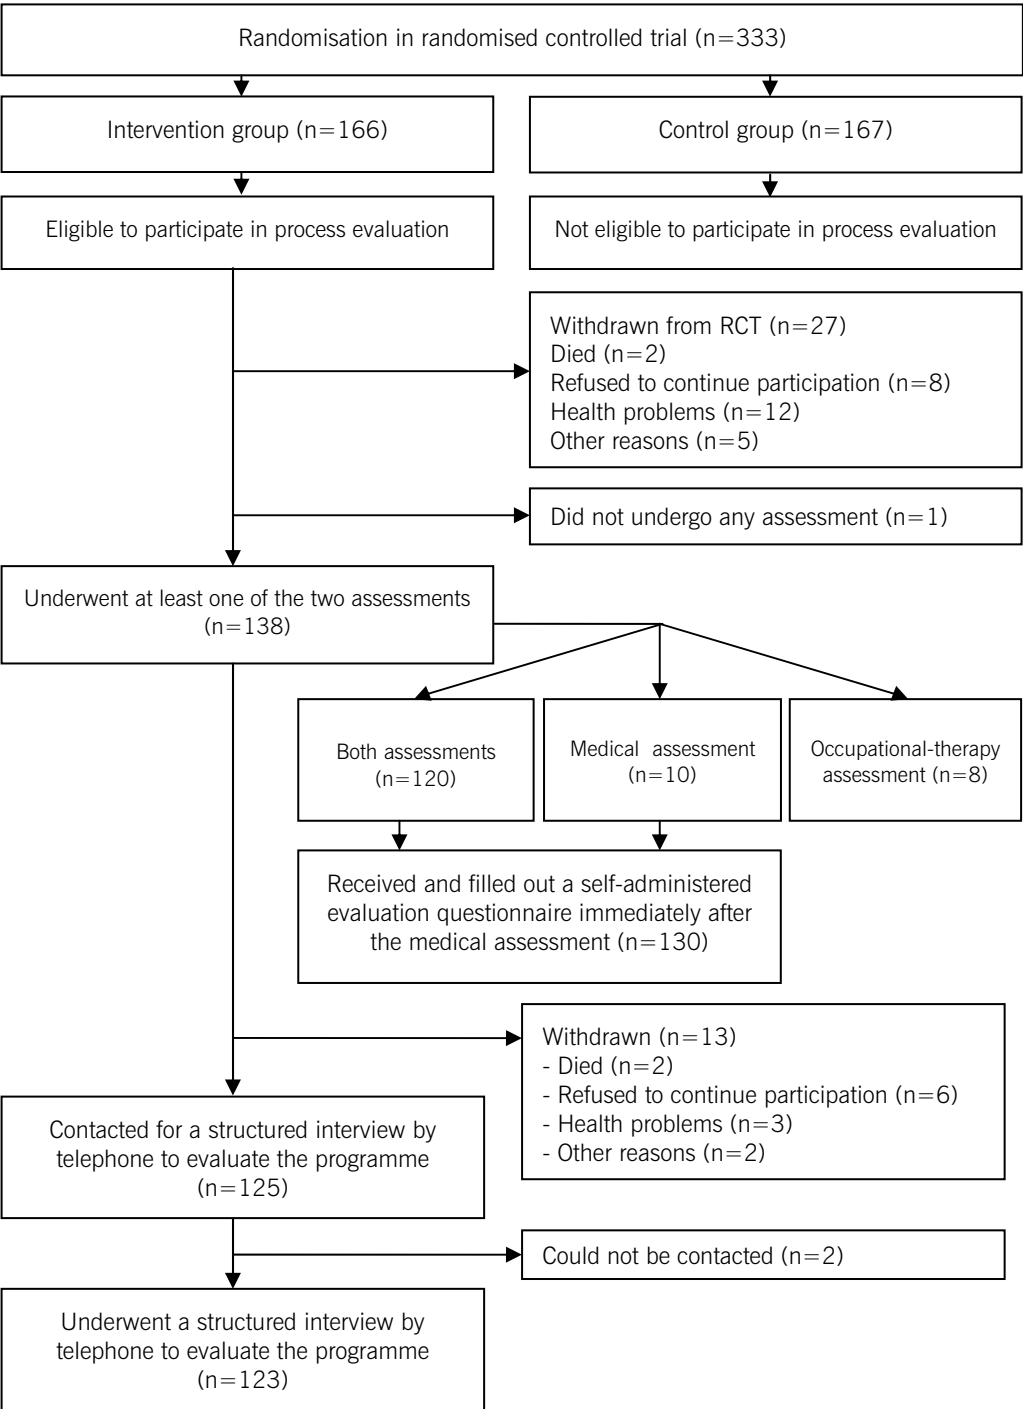 Randomisation in randomised controlled trial (n=333)
Intervention group (n=166)
Control group (n=167)
Eligible to participate in process evaluation
Not eligible to participate in process evaluation
Withdrawn from RCT (n=27)
Died (n=2)
Refused to continue participation (n=8)
Health problems (n=12)
Other reasons (n=5)
Did not undergo any assessment (n=1)
Underwent at least one of the two assessments
(n=138)
Both assessments
(n=120)
Medical assessment
(n=10)
Occupational-therapy
assessment (n=8)
Received and filled out a self-administered
evaluation questionnaire immediately after
the medical assessment (n=130)
Withdrawn (n=13)
- Died (n=2)
- Refused to continue participation (n=6)
- Health problems (n=3)
- Other reasons (n=2)
Contacted for a structured interview by
telephone to evaluate the programme
(n=125)
Could not be contacted (n=2)
Underwent a structured interview by
telephone to evaluate the programme
(n=123)